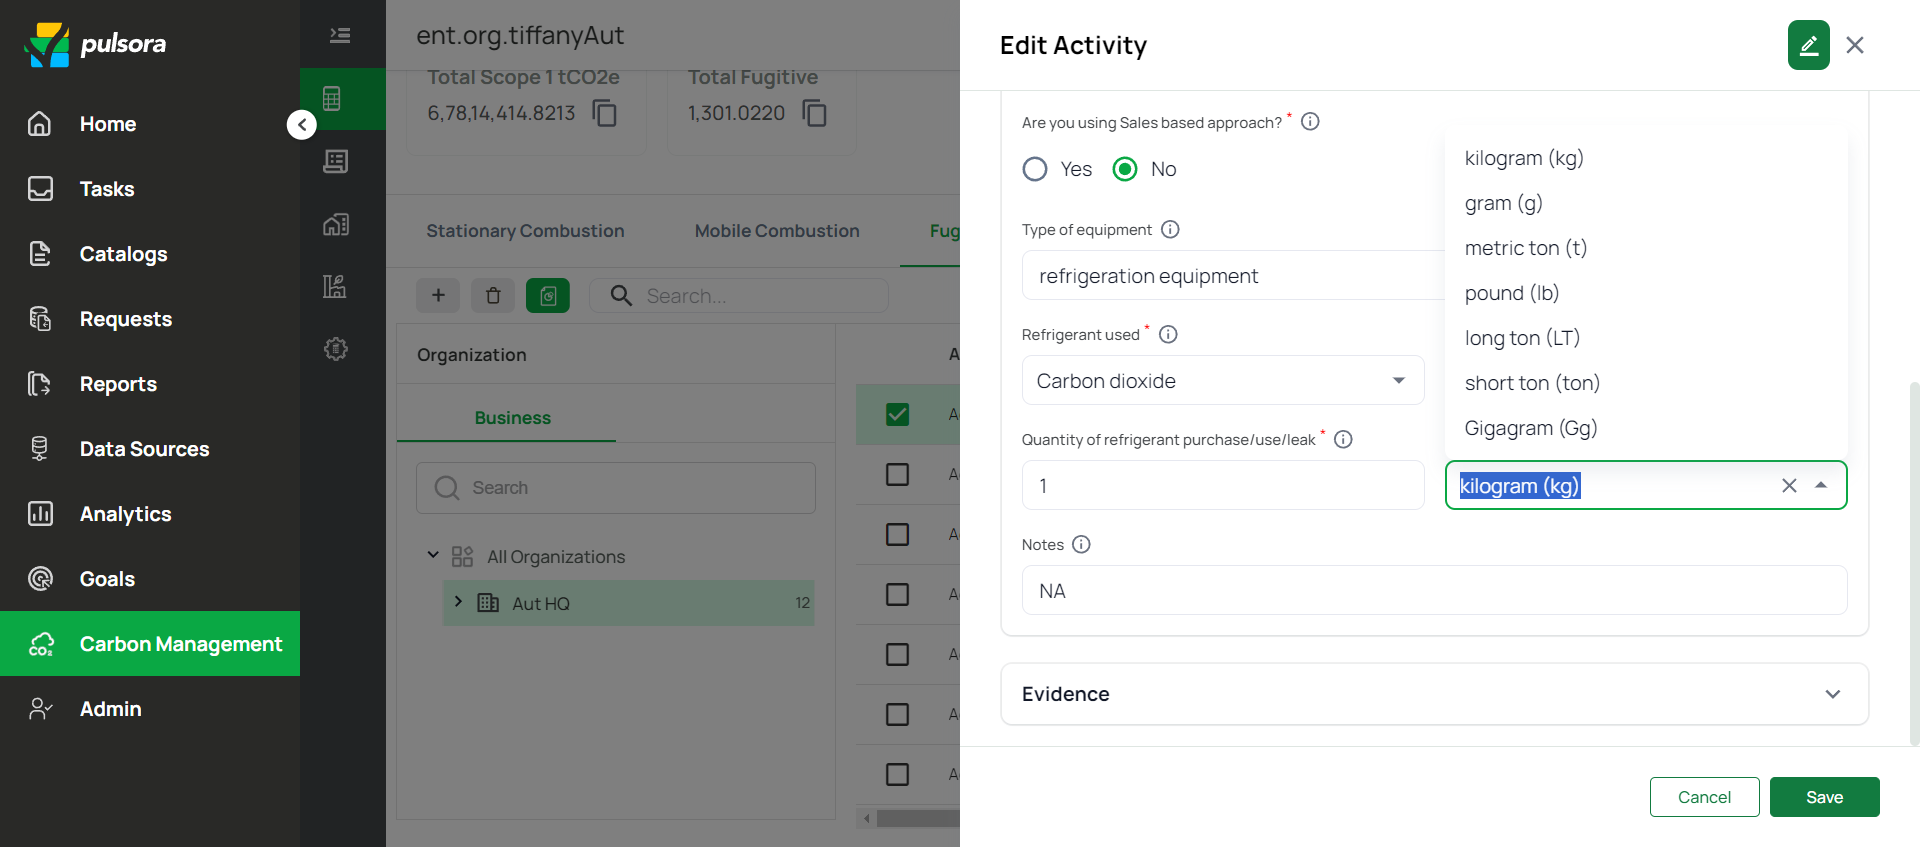 pulsora
Home
Tasks
Catalogs
Requests
Reports
Data Sources
Analytics
Goals
CO₂
Carbon Management
Admin
ent.org.tiffanyAut
Total Scope 1 tCO2e
6,78,14,414.8213
Total Fugitive
1,301.0220
Stationary Combustion
Mobile Combustion
Fug
Search...
Organization
A
Business
Search
All Organizations
Aut HQ
12
A
A
A
A
A
A
A
Edit Activity
Are you using Sales based approach? *
Yes
No
Type of equipment
refrigeration equipment
Refrigerant used *
Carbon dioxide
Quantity of refrigerant purchase/use/leak *
1
kilogram (kg)
gram (g)
metric ton (t)
pound (lb)
long ton (LT)
short ton (ton)
Gigagram (Gg)
kilogram (kg)
Notes
NA
Evidence
Cancel
Save